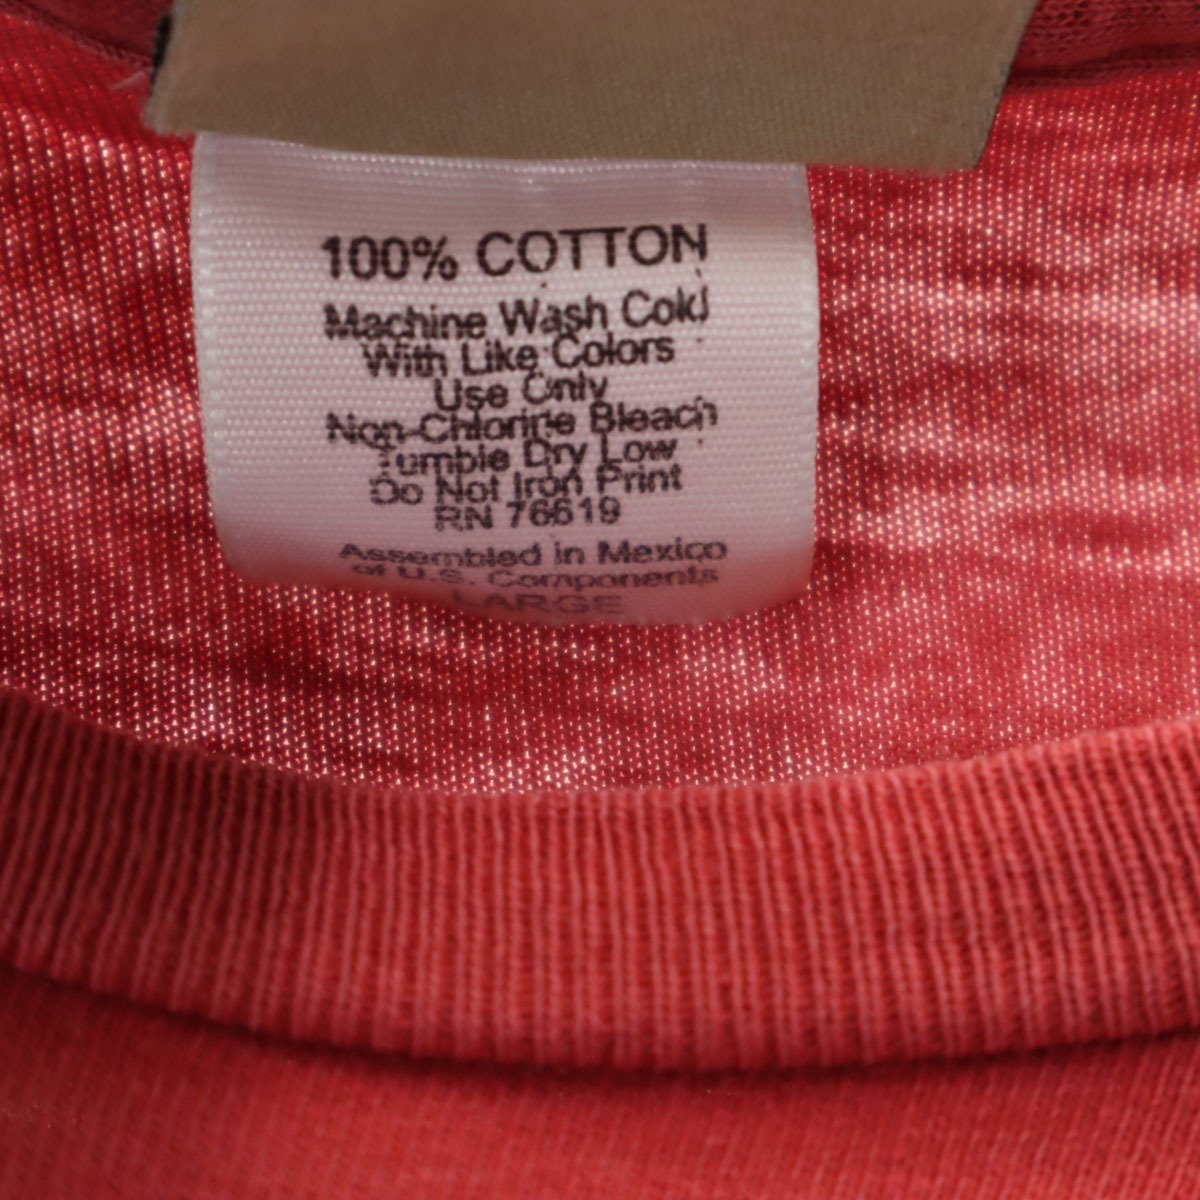 100% COTTON
Machine Wash Cold
With Like Colors
Use Only
Non-Chlorine Bleach
Tumble Dry Low
Do Not Iron Print
RN 76619
Assembled in Mexico
of U.S. Components
LARGE